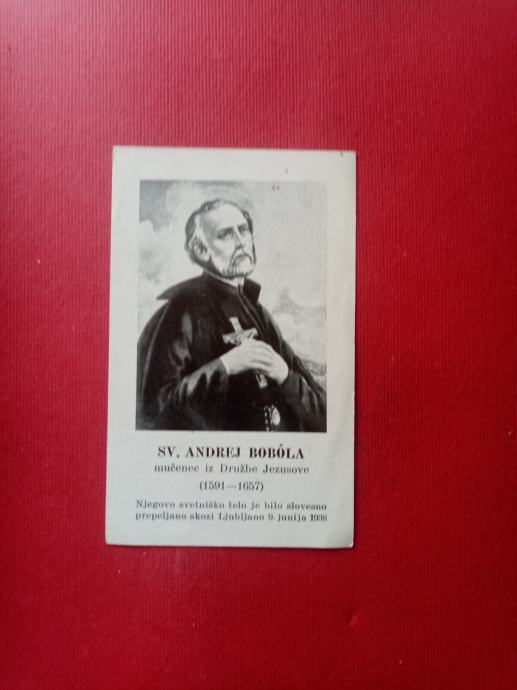 SV. ANDREJ BOBÓLA
mučenec iz Družbe Jezusove
(1591—1657)
Njegovo svetniško telo je bilo slovesno
prepeljano skozi Ljubljano 9. junija 1938